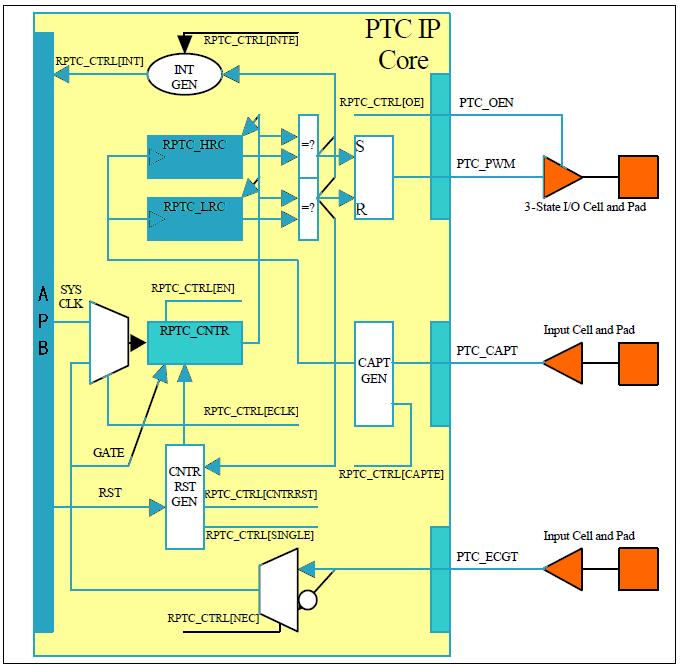 PTC IP
Core
RPTC_CTRL[INTE]
RPTC_CTRL[INT]
INT
GEN
RPTC_CTRL[OE]
PTC_OEN
RPTC_HRC
=?
S
PTC_PWM
RPTC_LRC
=?
R
3-State I/O Cell and Pad
SYS
CLK
RPTC_CTRL[EN]
A
P
B
RPTC_CNTR
Input Cell and Pad
PTC_CAPT
CAPT
GEN
RPTC_CTRL[ECLK]
GATE
CNTR
RST
GEN
RPTC_CTRL[CAPTE]
RST
RPTC_CTRL[CNTRRST]
RPTC_CTRL[SINGLE]
Input Cell and Pad
PTC_ECGT
RPTC_CTRL[NEC]